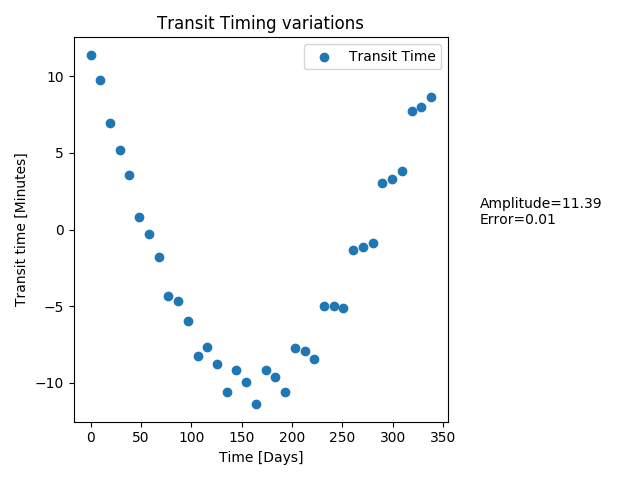 Transit Timing variations
Transit Time
10
5
0
−5
−10
Transit time [Minutes]
0 50 100 150 200 250 300 350
Time [Days]
Amplitude=11.39
Error=0.01